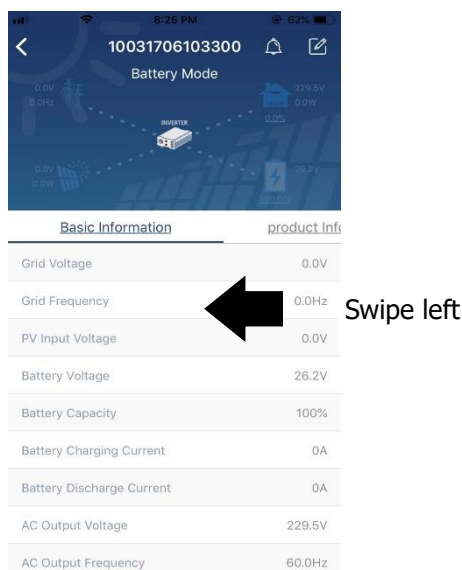 8:25 PM 62%
10031706103300
Battery Mode
0.0V
0.0Hz
229.5V
0.0W
0.0%
INVERTER
0.0V
0.0W
26.2V
Basic Information product Info
Grid Voltage 0.0V
Grid Frequency 0.0Hz
Swipe left
PV Input Voltage 0.0V
Battery Voltage 26.2V
Battery Capacity 100%
Battery Charging Current 0A
Battery Discharge Current 0A
AC Output Voltage 229.5V
AC Output Frequency 60.0Hz